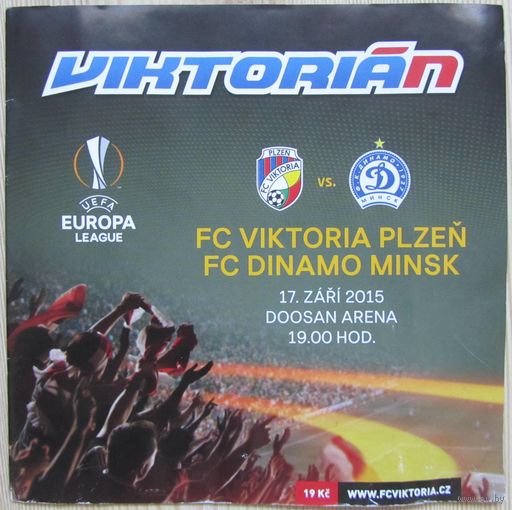 VIKTORIÁN
UEFA
EUROPA
LEAGUE
PLZEŇ
FC VIKTORIA
vs.
Ф.К. ДИНАМО 1927
Д
МИНСК
FC VIKTORIA PLZEŇ
FC DINAMO MINSK
17. ZÁŘÍ 2015
DOOSAN ARENA
19.00 HOD.
19 Kč
WWW.FCVIKTORIA.CZ